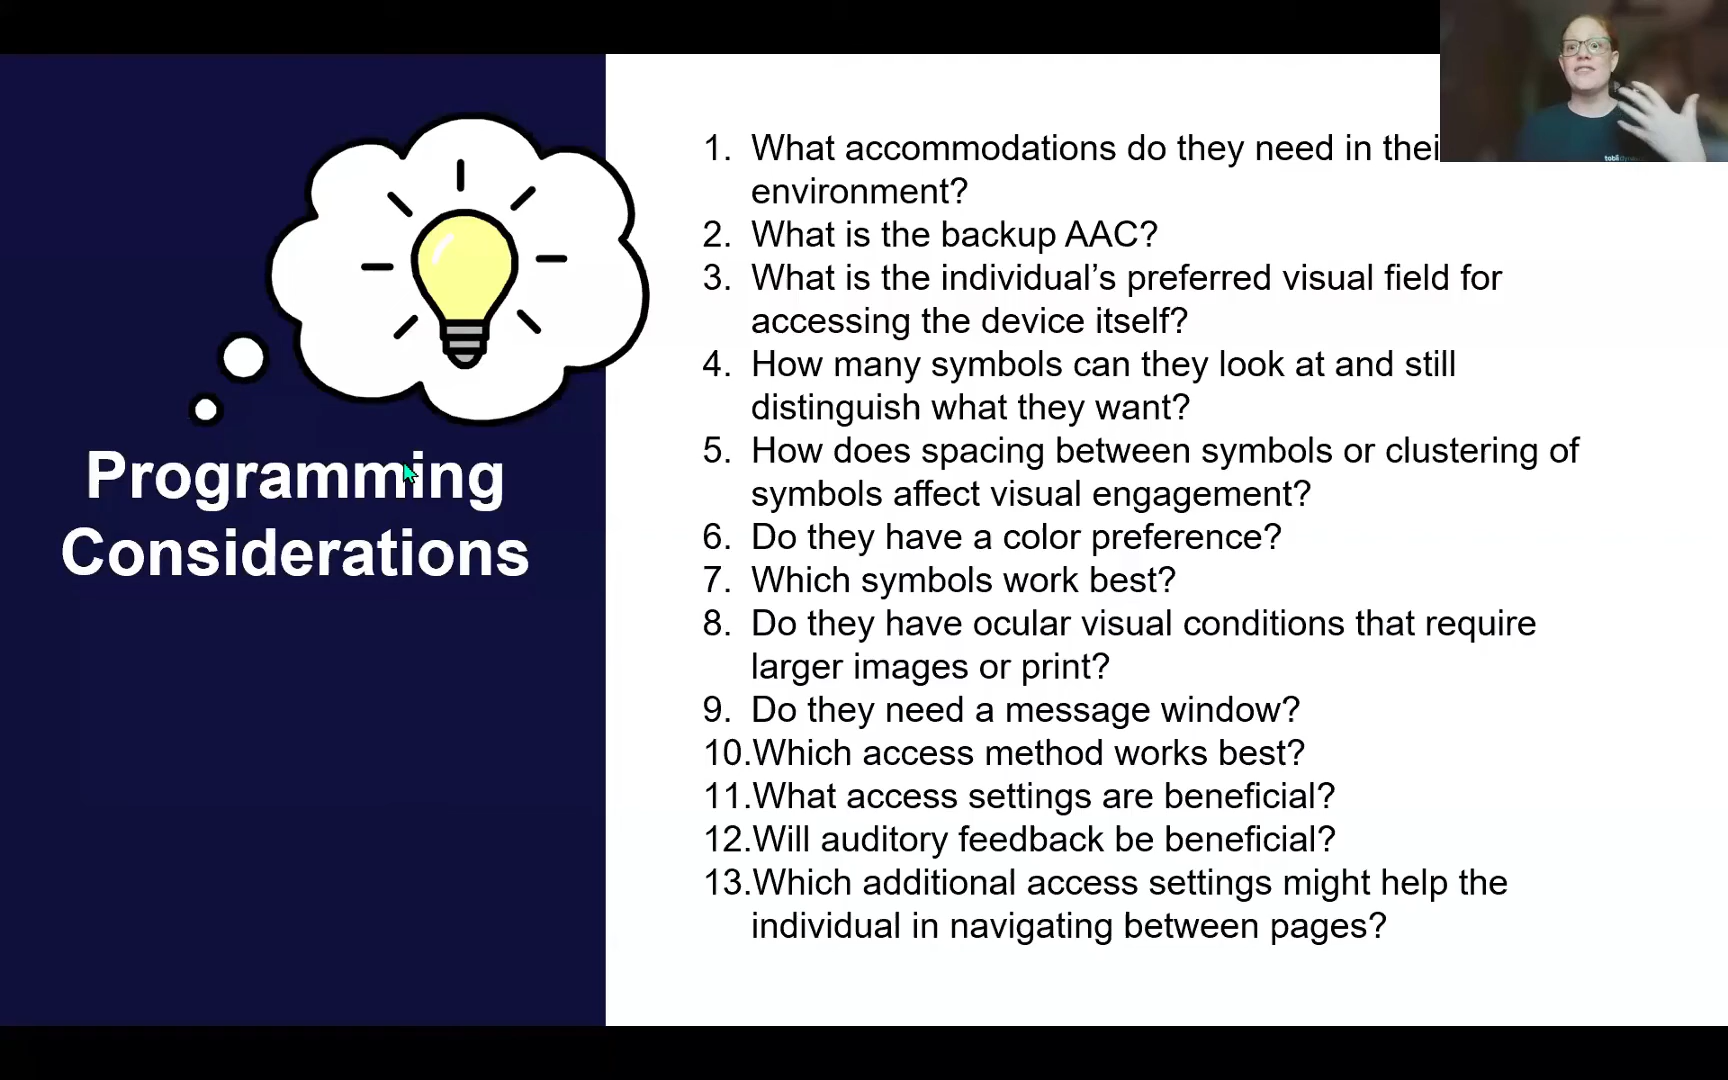 Programming
Considerations
1. What accommodations do they need in thei
environment?
2. What is the backup AAC?
3. What is the individual’s preferred visual field for
accessing the device itself?
4. How many symbols can they look at and still
distinguish what they want?
5. How does spacing between symbols or clustering of
symbols affect visual engagement?
6. Do they have a color preference?
7. Which symbols work best?
8. Do they have ocular visual conditions that require
larger images or print?
9. Do they need a message window?
10.Which access method works best?
11.What access settings are beneficial?
12.Will auditory feedback be beneficial?
13.Which additional access settings might help the
individual in navigating between pages?